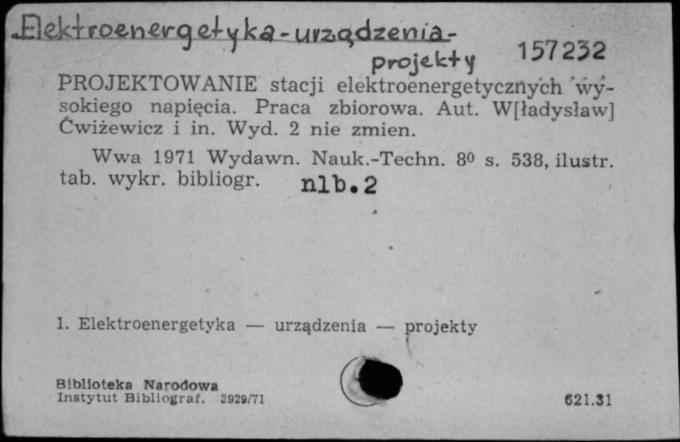 Elektroenergetyka-urządzenia-
projekty 157232
PROJEKTOWANIE stacji elektroenergetycznych wy-
sokiego napięcia. Praca zbiorowa. Aut. W[ładysław]
Ćwiżewicz i in. Wyd. 2 nie zmien.
Wwa 1971 Wydawn. Nauk.-Techn. 8⁰ s. 538, ilustr.
tab. wykr. bibliogr. nlb.2
1. Elektroenergetyka — urządzenia — projekty
Biblioteka Narodowa
Instytut Bibliograf. 3929/71 621.31